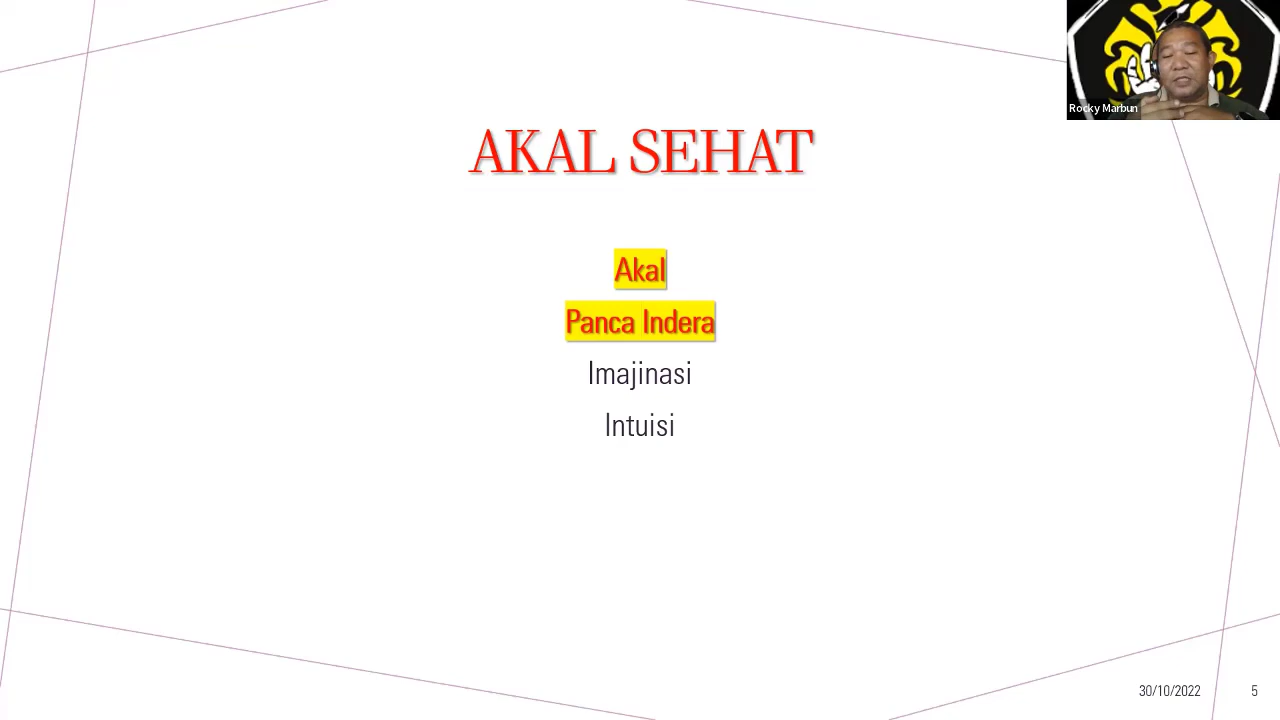 Rocky Marbun
AKAL SEHAT
Akal
Panca Indera
Imajinasi
Intuisi
30/10/2022
5